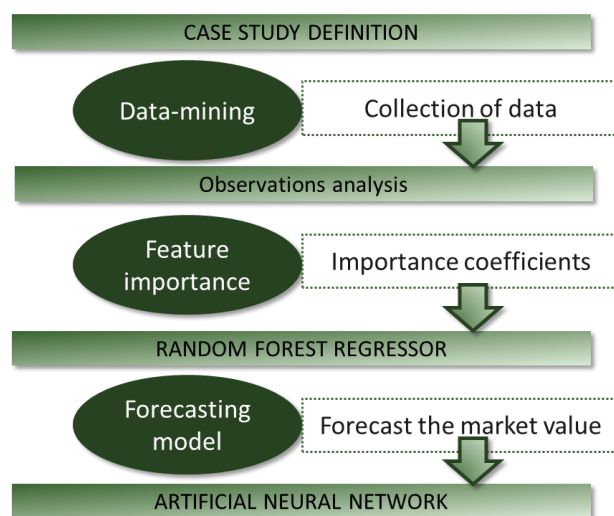 CASE STUDY DEFINITION
Data-mining
Collection of data
Observations analysis
Feature
importance
Importance coefficients
RANDOM FOREST REGRESSOR
Forecasting
model
Forecast the market value
ARTIFICIAL NEURAL NETWORK